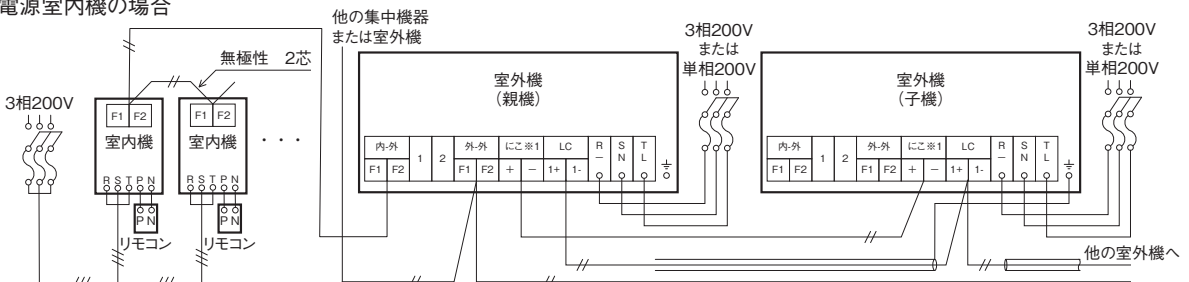 電源室内機の場合
他の集中機器
または室外機
無極性 2芯
3相200V
F1 F2
室内機
R S T P N
P N
リモコン
F1 F2
室内機
R S T P N
P N
リモコン
・・・
室外機
(親機)
内-外 1 2 外-外 にこ※1 LC R S T
F1 F2 F1 F2 + − 1+ 1- − N L
3相200V
または
単相200V
室外機
(子機)
内-外 1 2 外-外 にこ※1 LC R S T
F1 F2 F1 F2 + − 1+ 1- − N L
3相200V
または
単相200V
他の室外機へ